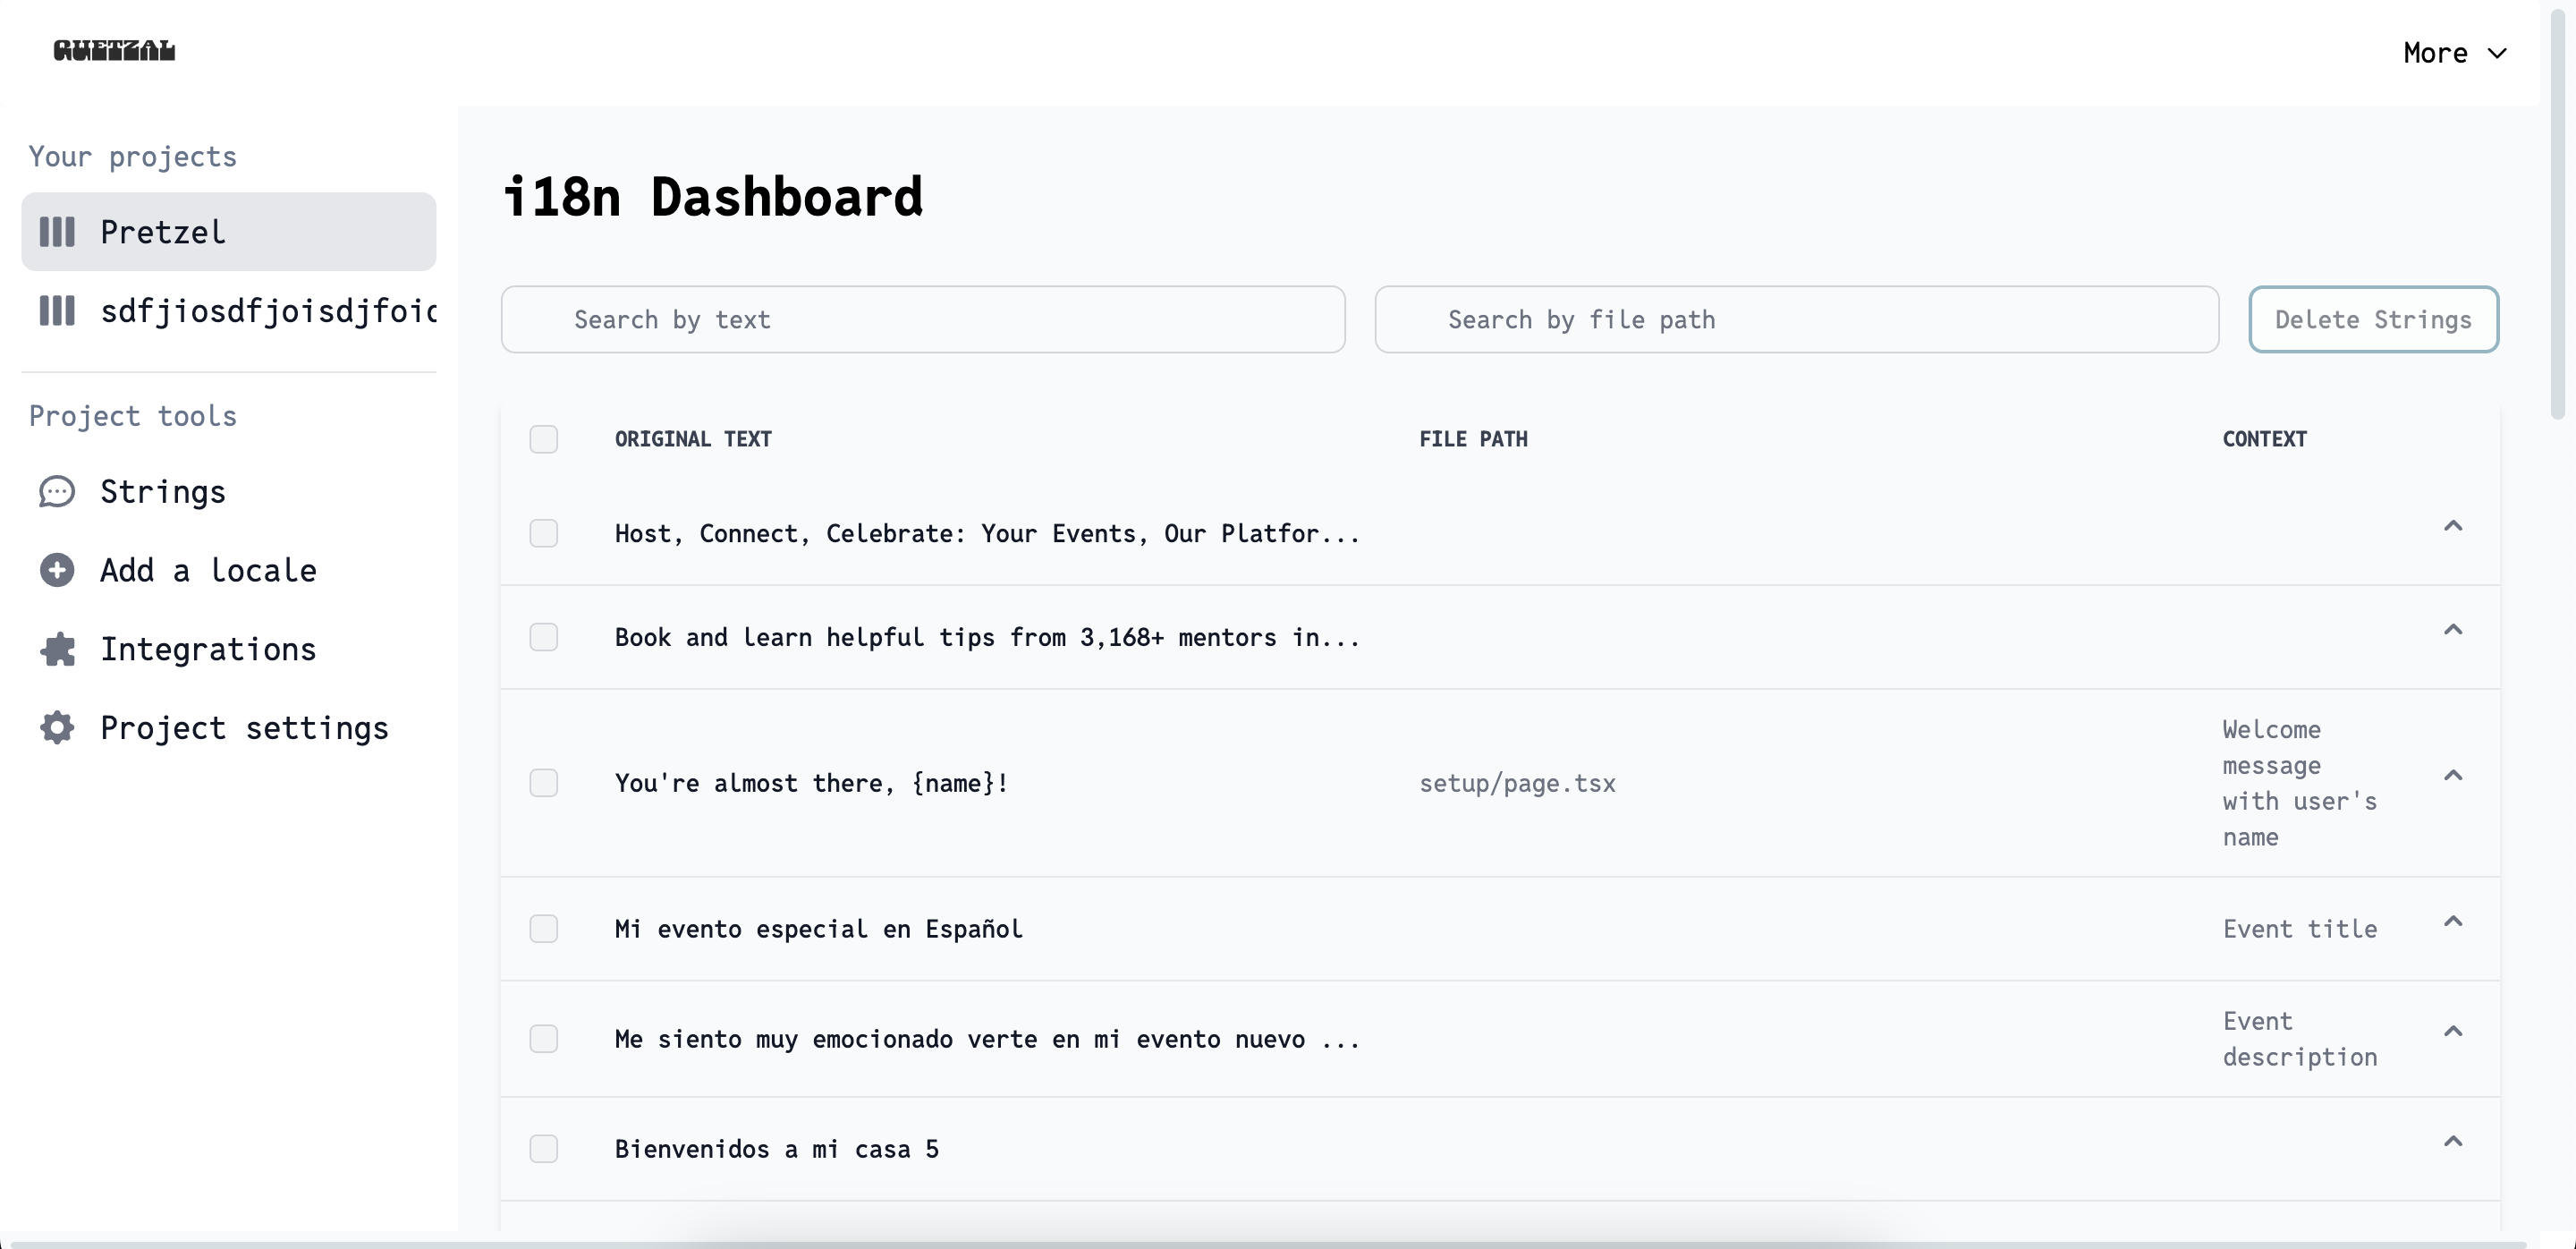 QUETZAL
More
Your projects
Pretzel
sdfjiosdfjoisdjfoic
Project tools
Strings
Add a locale
Integrations
Project settings
i18n Dashboard
Search by text
Search by file path
Delete Strings
ORIGINAL TEXT
FILE PATH
CONTEXT
Host, Connect, Celebrate: Your Events, Our Platfor...
Book and learn helpful tips from 3,168+ mentors in...
You're almost there, {name}!
setup/page.tsx
Welcome
message
with user's
name
Mi evento especial en Español
Event title
Me siento muy emocionado verte en mi evento nuevo ...
Event
description
Bienvenidos a mi casa 5